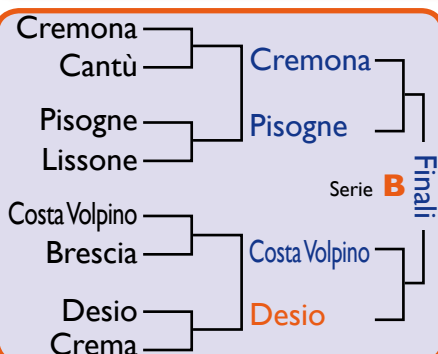 Cremona
Cantù
Pisogne
Lissone
Costa Volpino
Brescia
Desio
Crema
Cremona
Pisogne
Costa Volpino
Desio
Serie B
Finali